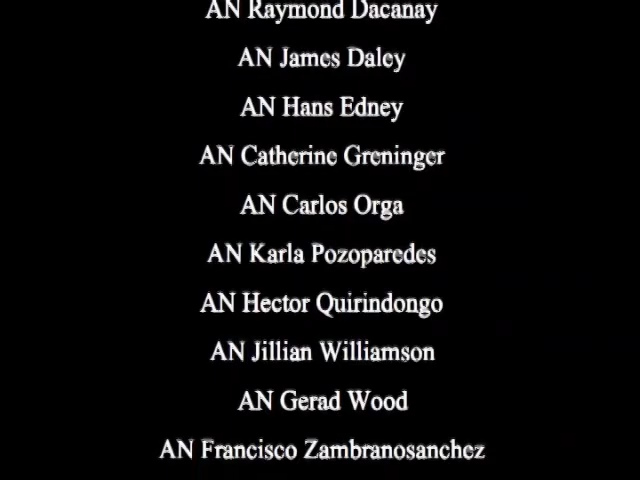 AN Raymond Dacanay
AN James Daley
AN Hans Edney
AN Catherine Greninger
AN Carlos Orga
AN Karla Pozoparedes
AN Hector Quirindongo
AN Jillian Williamson
AN Gerad Wood
AN Francisco Zambranosanchez